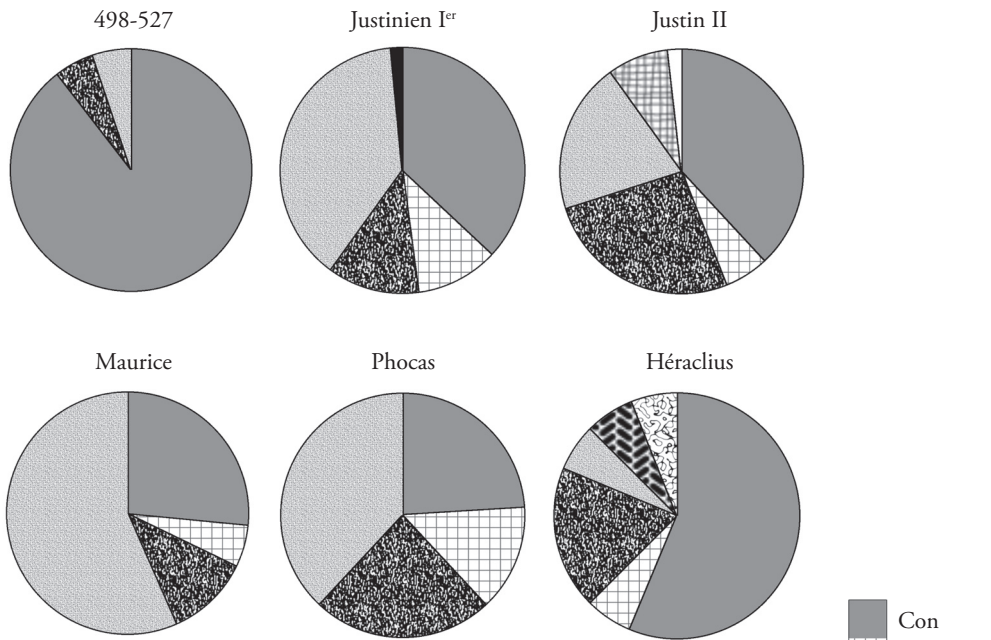 498-527
Justinien Ier
Justin II
Maurice
Phocas
Héraclius
Con